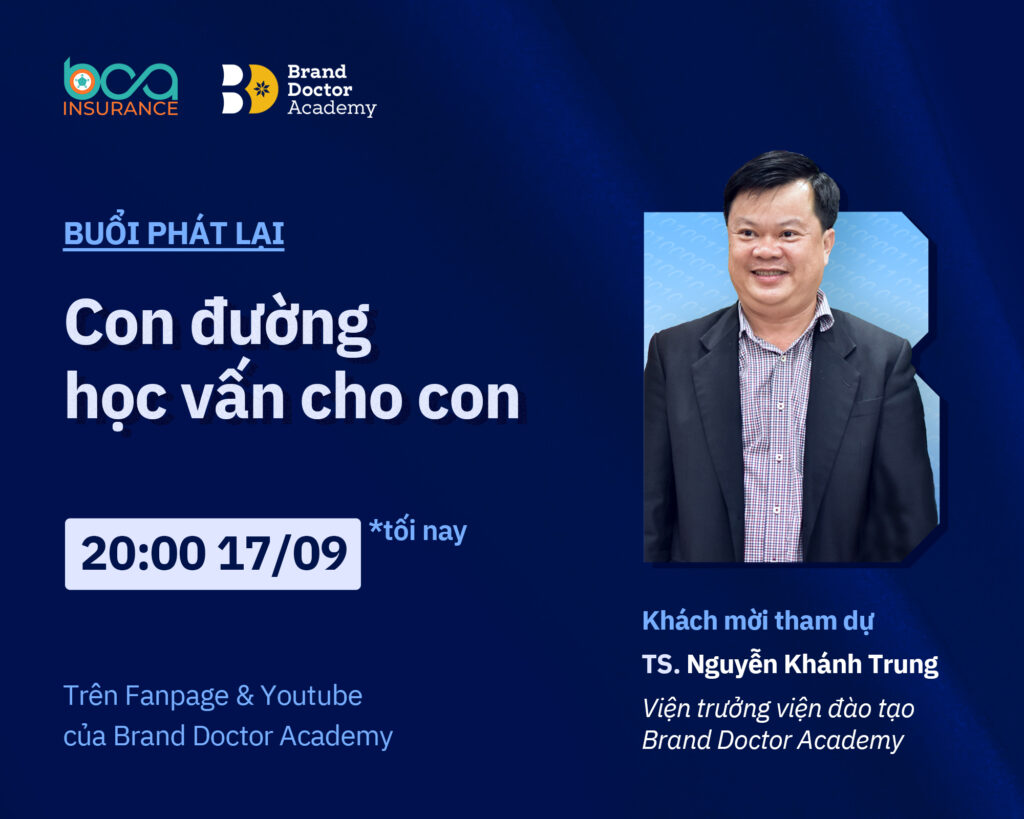 bca
INSURANCE
Brand
Doctor
Academy
BUỔI PHÁT LẠI
Con đường
học vấn cho con
20:00 17/09
*tối nay
Trên Fanpage & Youtube
của Brand Doctor Academy
Khách mời tham dự
TS. Nguyễn Khánh Trung
Viện trưởng viện đào tạo
Brand Doctor Academy